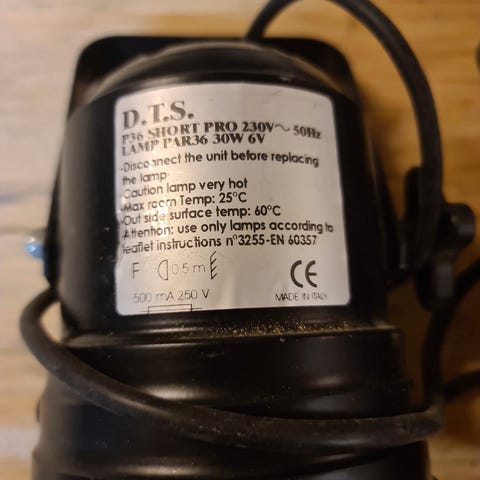 D.T.S.
P36 SHORT PRO 230V~ 50Hz
LAMP PAR36 30W 6V
-Disconnect the unit before replacing
the lamp
-Caution lamp very hot
-Max room Temp: 25°C
-Out side surface temp: 60°C
-Attention: use only lamps according to
leaflet instructions n°3255-EN 60357
F 0,5 m CE
500 mA 250 V MADE IN ITALY